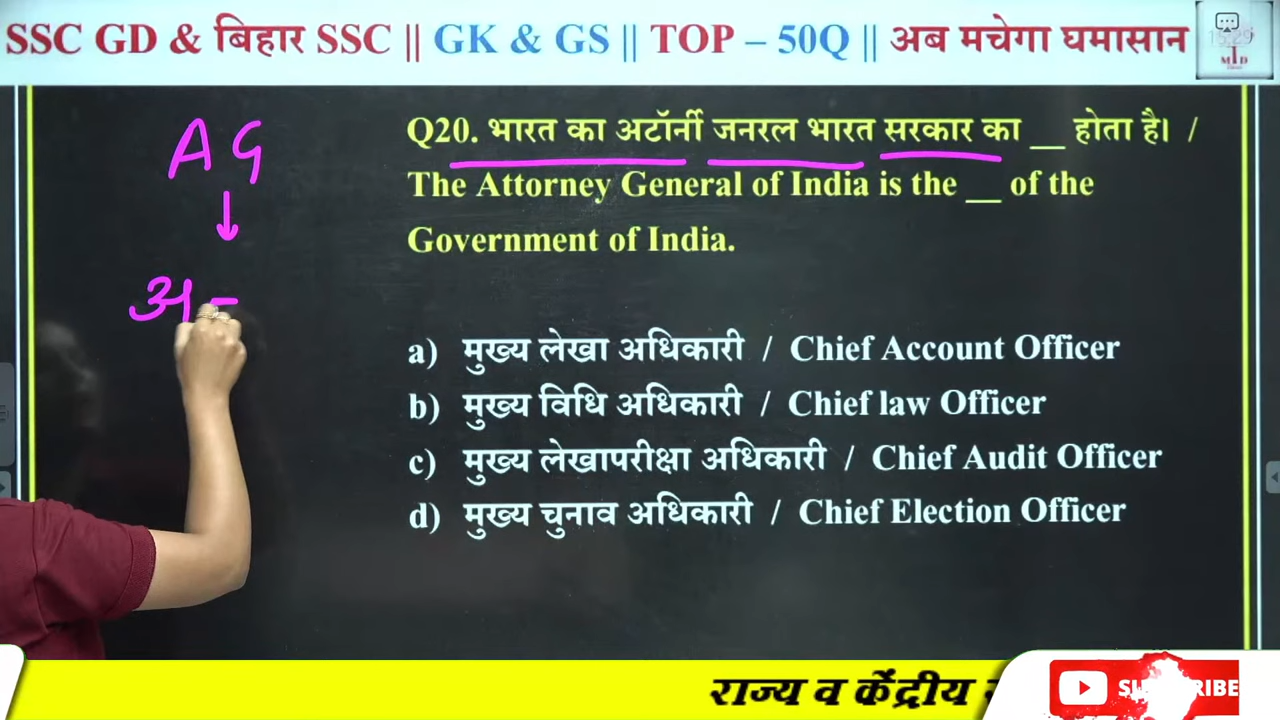 SSC GD & बिहार SSC || GK & GS || TOP – 50Q || अब मचेगा घमासान
15:29
A G
Q20. भारत का अटॉर्नी जनरल भारत सरकार का __ होता है। /
The Attorney General of India is the __ of the
Government of India.
अ
a) मुख्य लेखा अधिकारी / Chief Account Officer
b) मुख्य विधि अधिकारी / Chief law Officer
c) मुख्य लेखापरीक्षा अधिकारी / Chief Audit Officer
d) मुख्य चुनाव अधिकारी / Chief Election Officer
राज्य व केंद्रीय